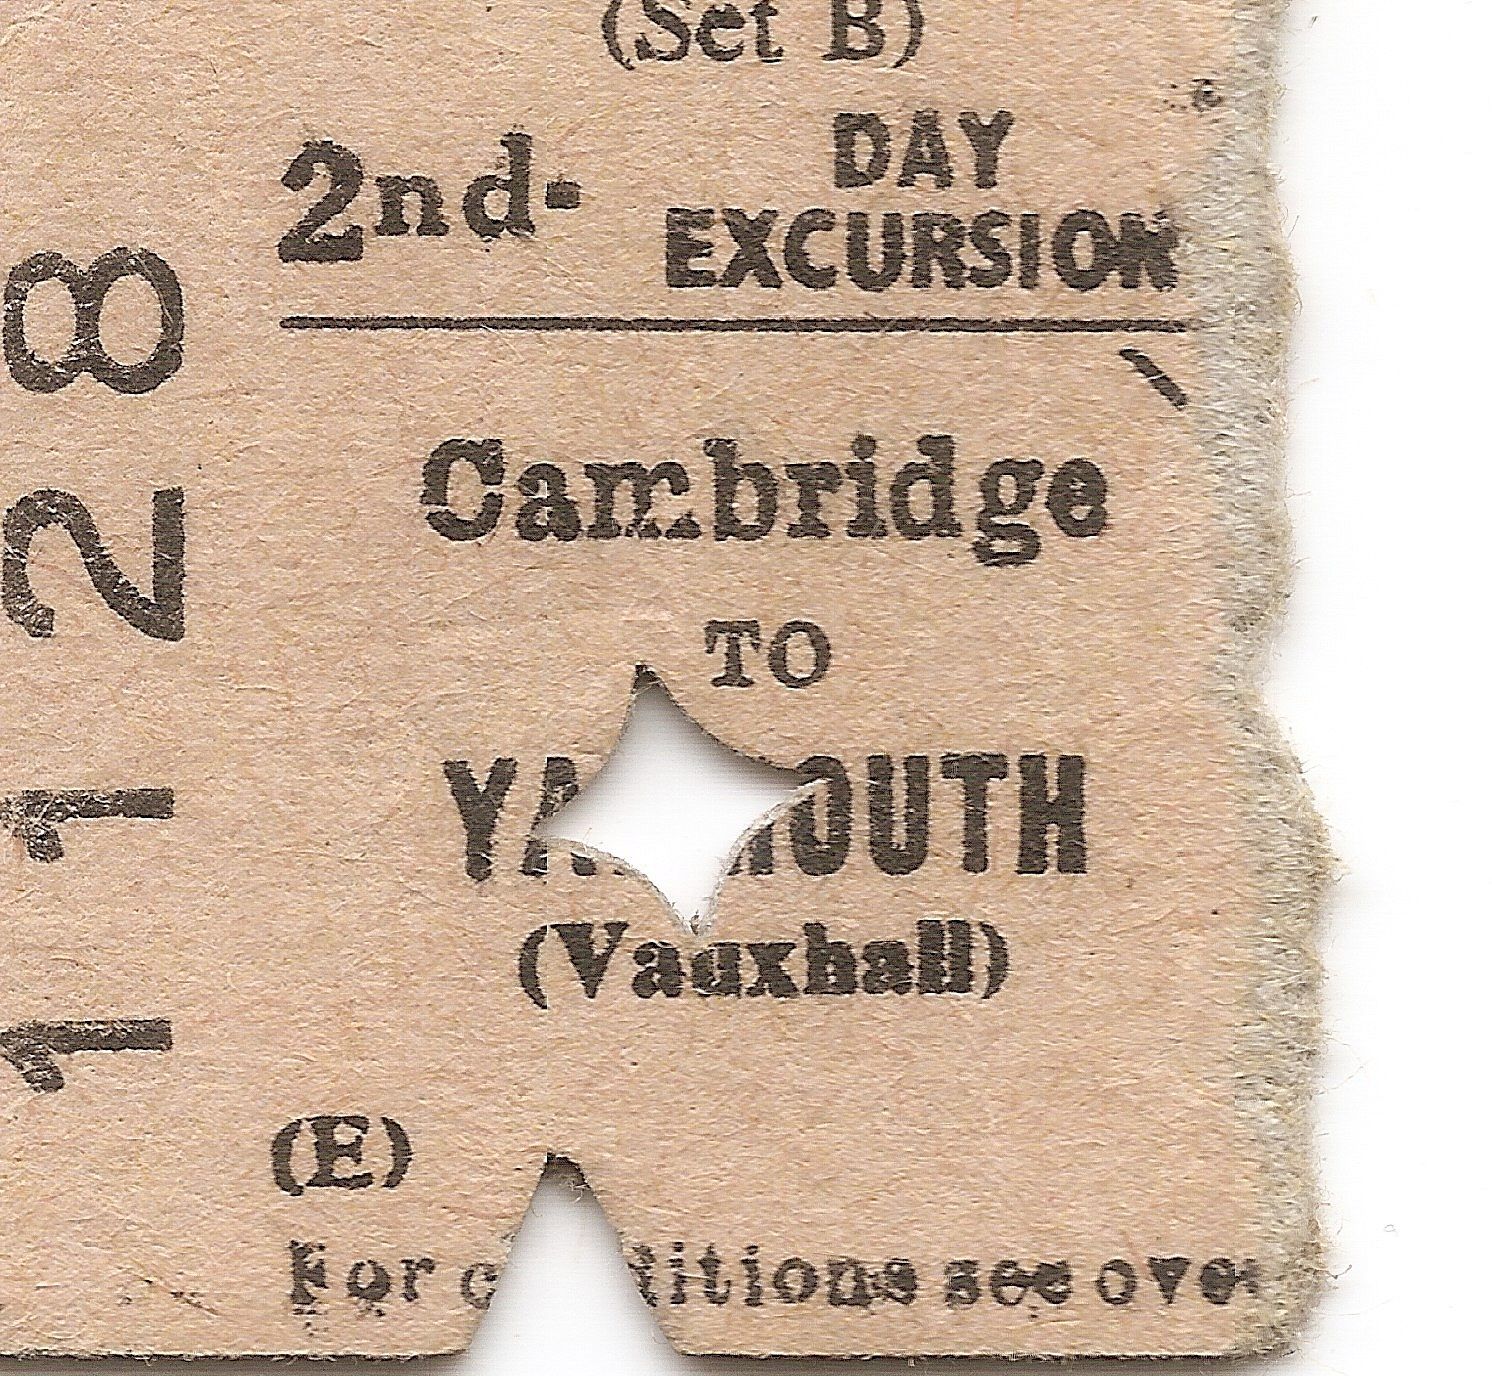 (Set B)
2nd- DAY
EXCURSION
Cambridge
TO
YARMOUTH
(Vauxhall)
(E)
For conditions see over
1128